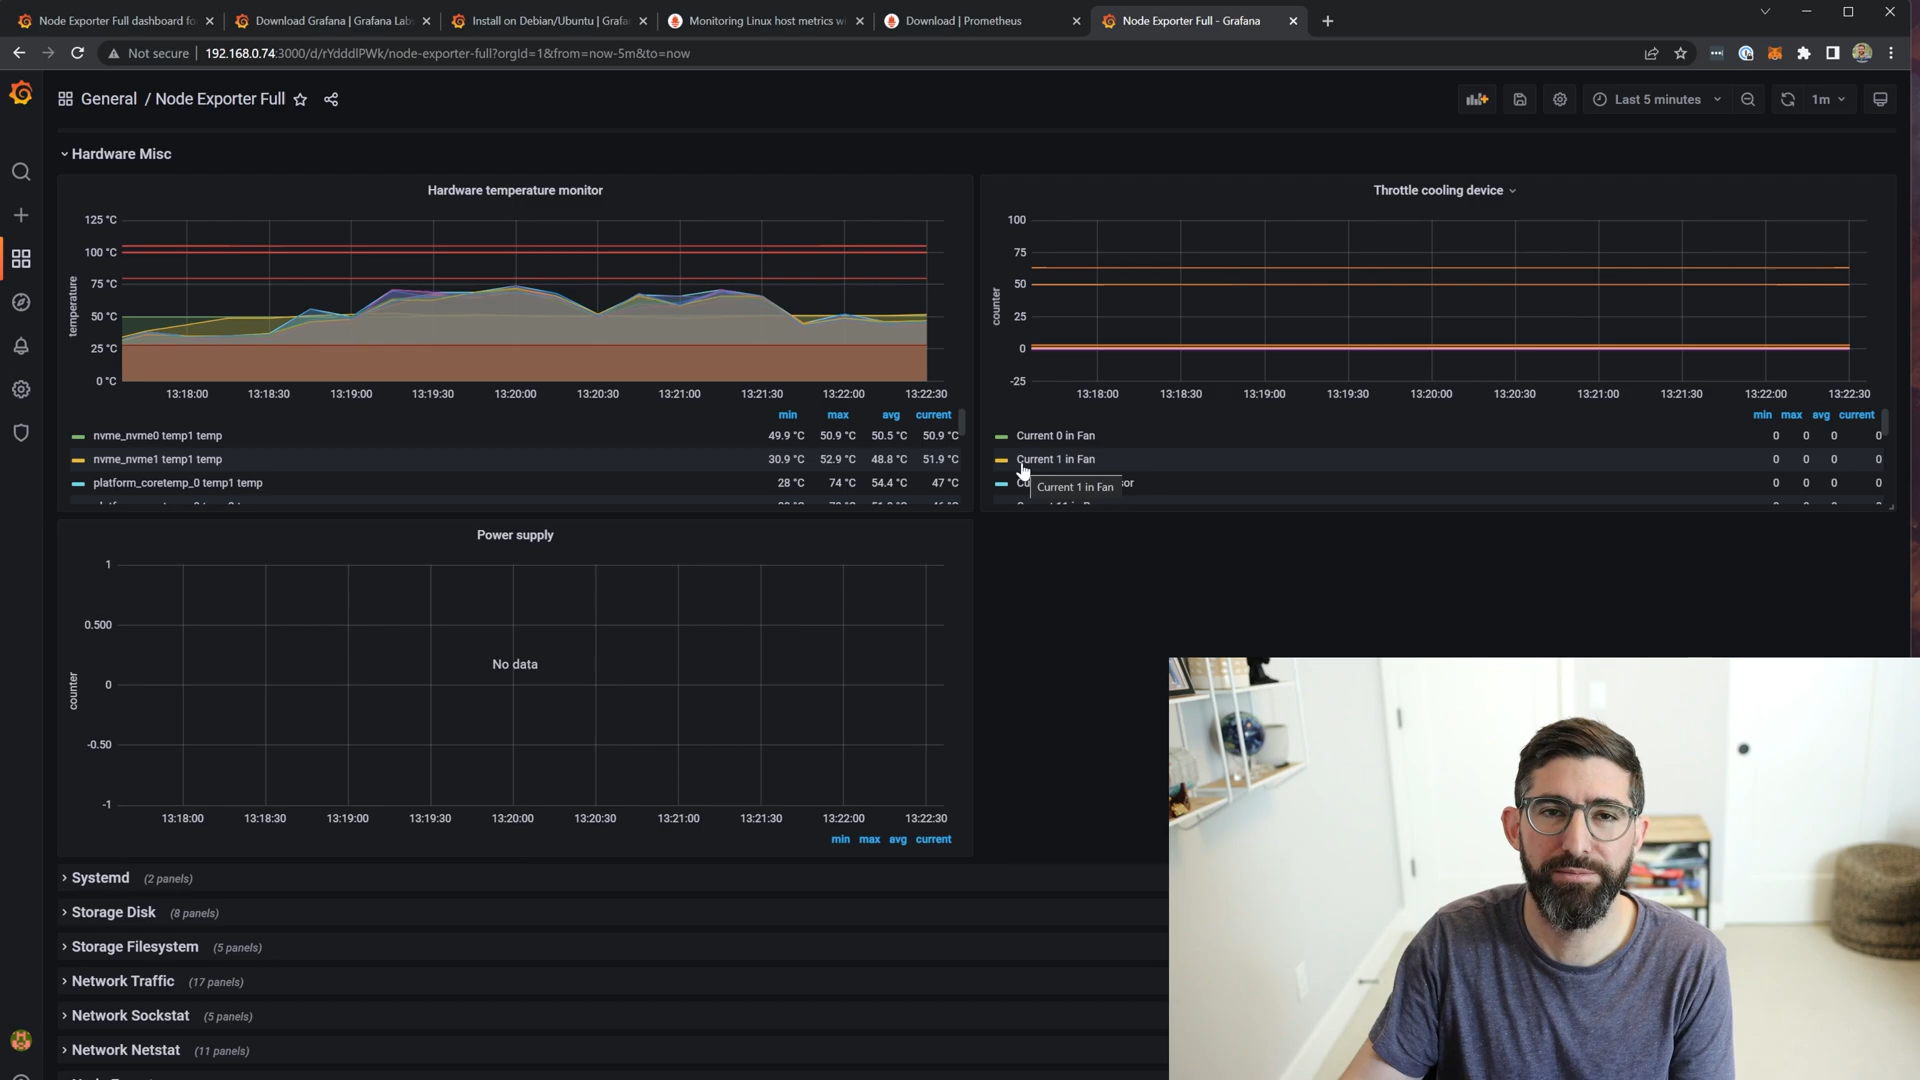 Node Exporter Full dashboard fo
Download Grafana | Grafana Lab
Install on Debian/Ubuntu | Grafa
Monitoring Linux host metrics w
Download | Prometheus
Node Exporter Full - Grafana
Not secure
192.168.0.74:3000/d/rYdddlPWk/node-exporter-full?orgId=1&from=now-5m&to=now
General / Node Exporter Full
Last 5 minutes
1m
Hardware Misc
Hardware temperature monitor
temperature
125 °C
100 °C
75 °C
50 °C
25 °C
0 °C
13:18:00 13:18:30 13:19:00 13:19:30 13:20:00 13:20:30 13:21:00 13:21:30 13:22:00 13:22:30
min max avg current
nvme_nvme0 temp1 temp 49.9 °C 50.9 °C 50.5 °C 50.9 °C
nvme_nvme1 temp1 temp 30.9 °C 52.9 °C 48.8 °C 51.9 °C
platform_coretemp_0 temp1 temp 28 °C 74 °C 54.4 °C 47 °C
Throttle cooling device
counter
100
75
50
25
0
-25
13:18:00 13:18:30 13:19:00 13:19:30 13:20:00 13:20:30 13:21:00 13:21:30 13:22:00 13:22:30
min max avg current
Current 0 in Fan 0 0 0 0
Current 1 in Fan 0 0 0 0
Current 1 in Fan
0 0 0 0
Power supply
counter
1
0.500
0
-0.50
-1
No data
13:18:00 13:18:30 13:19:00 13:19:30 13:20:00 13:20:30 13:21:00 13:21:30 13:22:00 13:22:30
min max avg current
Systemd (2 panels)
Storage Disk (8 panels)
Storage Filesystem (5 panels)
Network Traffic (17 panels)
Network Sockstat (5 panels)
Network Netstat (11 panels)